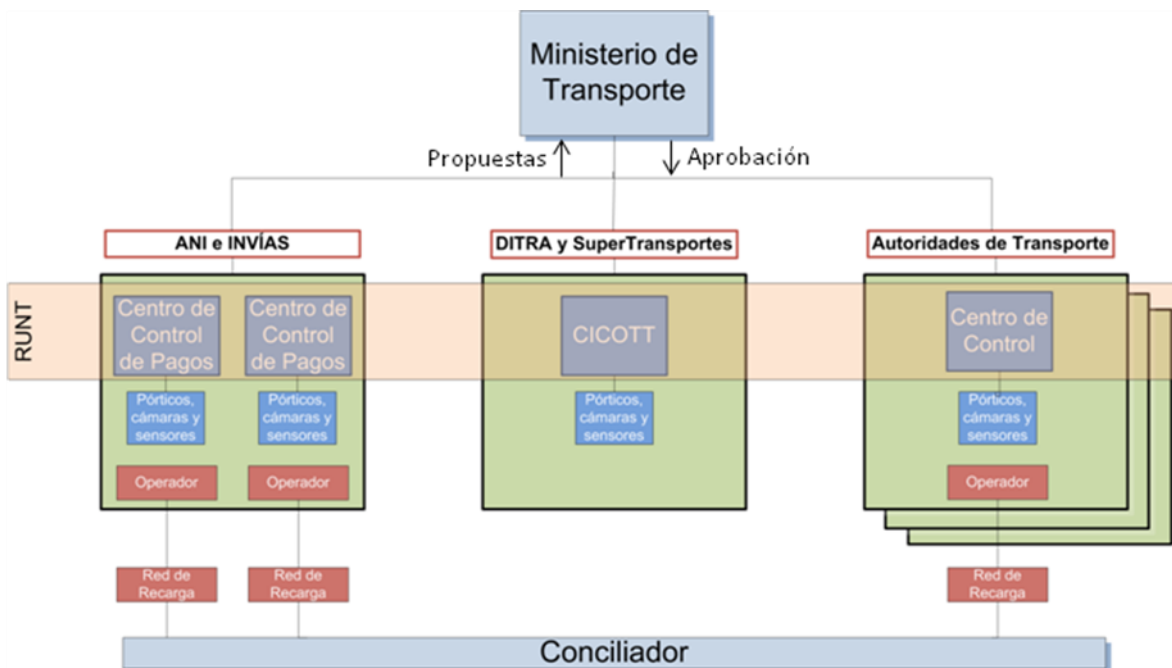 Ministerio de
Transporte
Propuestas
Aprobación
ANI e INVÍAS
DITRA y SuperTransportes
Autoridades de Transporte
RUNT
Centro de
Control
de Pagos
Centro de
Control
de Pagos
CICOTT
Centro de
Control
Pórticos,
cámaras y
sensores
Pórticos,
cámaras y
sensores
Pórticos,
cámaras y
sensores
Pórticos,
cámaras y
sensores
Operador
Operador
Operador
Red de
Recarga
Red de
Recarga
Red de
Recarga
Conciliador